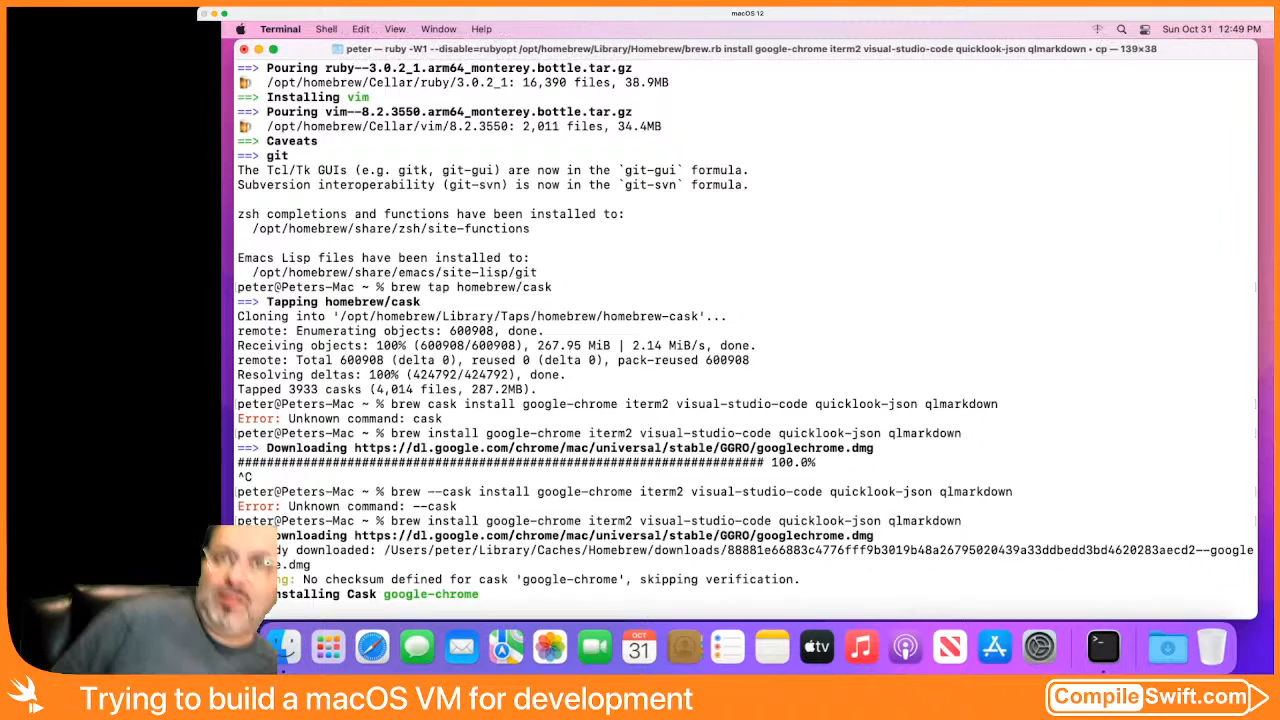 macOS 12
Terminal Shell Edit View Window Help Sun Oct 31 12:49 PM
peter — ruby -W1 --disable=rubyopt /opt/homebrew/Library/Homebrew/brew.rb install google-chrome iterm2 visual-studio-code quicklook-json qlmarkdown • cp — 139×38
==> Pouring ruby--3.0.2_1.arm64_monterey.bottle.tar.gz
/opt/homebrew/Cellar/ruby/3.0.2_1: 16,390 files, 38.9MB
==> Installing vim
==> Pouring vim--8.2.3550.arm64_monterey.bottle.tar.gz
/opt/homebrew/Cellar/vim/8.2.3550: 2,011 files, 34.4MB
==> Caveats
==> git
The Tcl/Tk GUIs (e.g. gitk, git-gui) are now in the `git-gui` formula.
Subversion interoperability (git-svn) is now in the `git-svn` formula.
zsh completions and functions have been installed to:
/opt/homebrew/share/zsh/site-functions
Emacs Lisp files have been installed to:
/opt/homebrew/share/emacs/site-lisp/git
peter@Peters-Mac ~ % brew tap homebrew/cask
==> Tapping homebrew/cask
Cloning into '/opt/homebrew/Library/Taps/homebrew/homebrew-cask'...
remote: Enumerating objects: 600908, done.
Receiving objects: 100% (600908/600908), 267.95 MiB | 2.14 MiB/s, done.
remote: Total 600908 (delta 0), reused 0 (delta 0), pack-reused 600908
Resolving deltas: 100% (424792/424792), done.
Tapped 3933 casks (4,014 files, 287.2MB).
peter@Peters-Mac ~ % brew cask install google-chrome iterm2 visual-studio-code quicklook-json qlmarkdown
Error: Unknown command: cask
peter@Peters-Mac ~ % brew install google-chrome iterm2 visual-studio-code quicklook-json qlmarkdown
==> Downloading https://dl.google.com/chrome/mac/universal/stable/GGRO/googlechrome.dmg
######################################################################## 100.0%
^C
peter@Peters-Mac ~ % brew --cask install google-chrome iterm2 visual-studio-code quicklook-json qlmarkdown
Error: Unknown command: --cask
peter@Peters-Mac ~ % brew install google-chrome iterm2 visual-studio-code quicklook-json qlmarkdown
ownloading https://dl.google.com/chrome/mac/universal/stable/GGRO/googlechrome.dmg
dy downloaded: /Users/peter/Library/Caches/Homebrew/downloads/88881e66883c4776fff9b3019b48a26795020439a33ddbedd3bd4620283aecd2--google
e.dmg
ng: No checksum defined for cask 'google-chrome', skipping verification.
nstalling Cask google-chrome
OCT
31
tv
Trying to build a macOS VM for development
CompileSwift.com